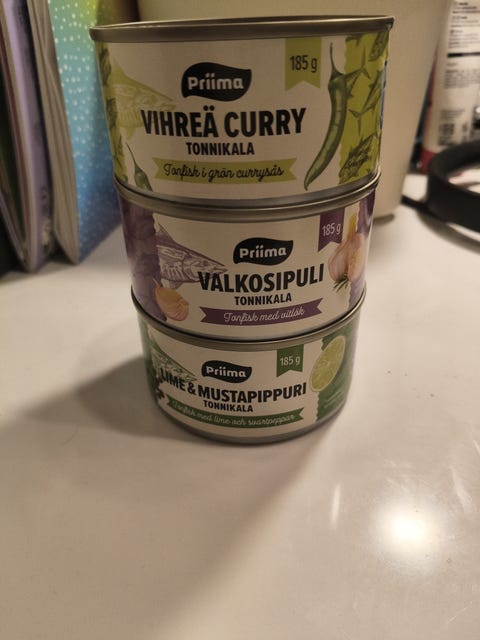 Priima
185 g
VIHREÄ CURRY
TONNIKALA
Tonfisk i grön currysås
Priima
185 g
VALKOSIPULI
TONNIKALA
Tonfisk med vitlök
Priima
185 g
LIME & MUSTAPIPPURI
TONNIKALA
Tonfisk med lime och svartpeppar